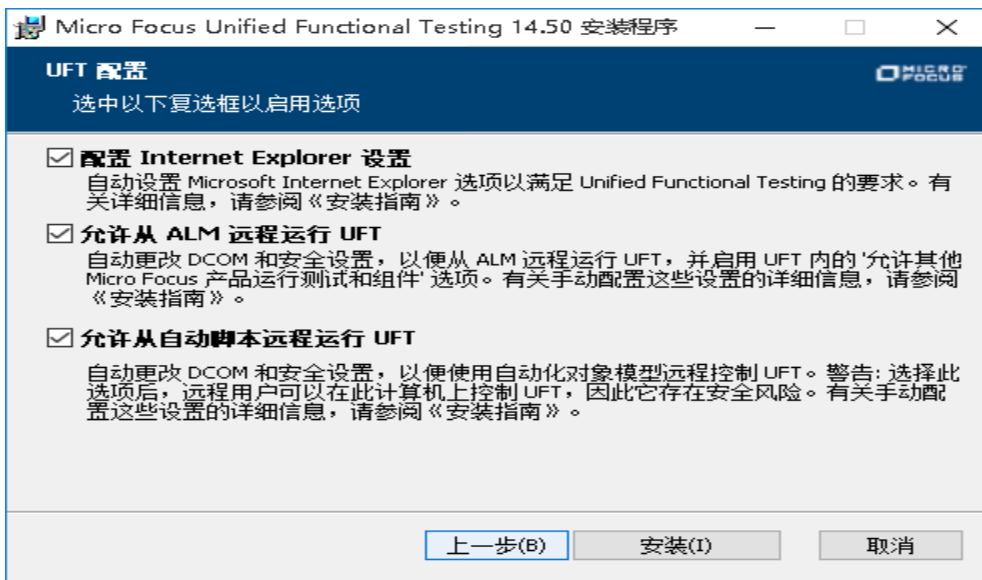 Micro Focus Unified Functional Testing 14.50 安装程序
UFT 配置
MICRO
FOCUS
选中以下复选框以启用选项
配置 Internet Explorer 设置
自动设置 Microsoft Internet Explorer 选项以满足 Unified Functional Testing 的要求。有
关详细信息，请参阅《安装指南》。
允许从 ALM 远程运行 UFT
自动更改 DCOM 和安全设置，以便从 ALM 远程运行 UFT，并启用 UFT 内的 '允许其他
Micro Focus 产品运行测试和组件' 选项。有关手动配置这些设置的详细信息，请参阅
《安装指南》。
允许从自动脚本远程运行 UFT
自动更改 DCOM 和安全设置，以便使用自动化对象模型远程控制 UFT。警告: 选择此
选项后，远程用户可以在此计算机上控制 UFT，因此它存在安全风险。有关手动配
置这些设置的详细信息，请参阅《安装指南》。
上一步(B)
安装(I)
取消